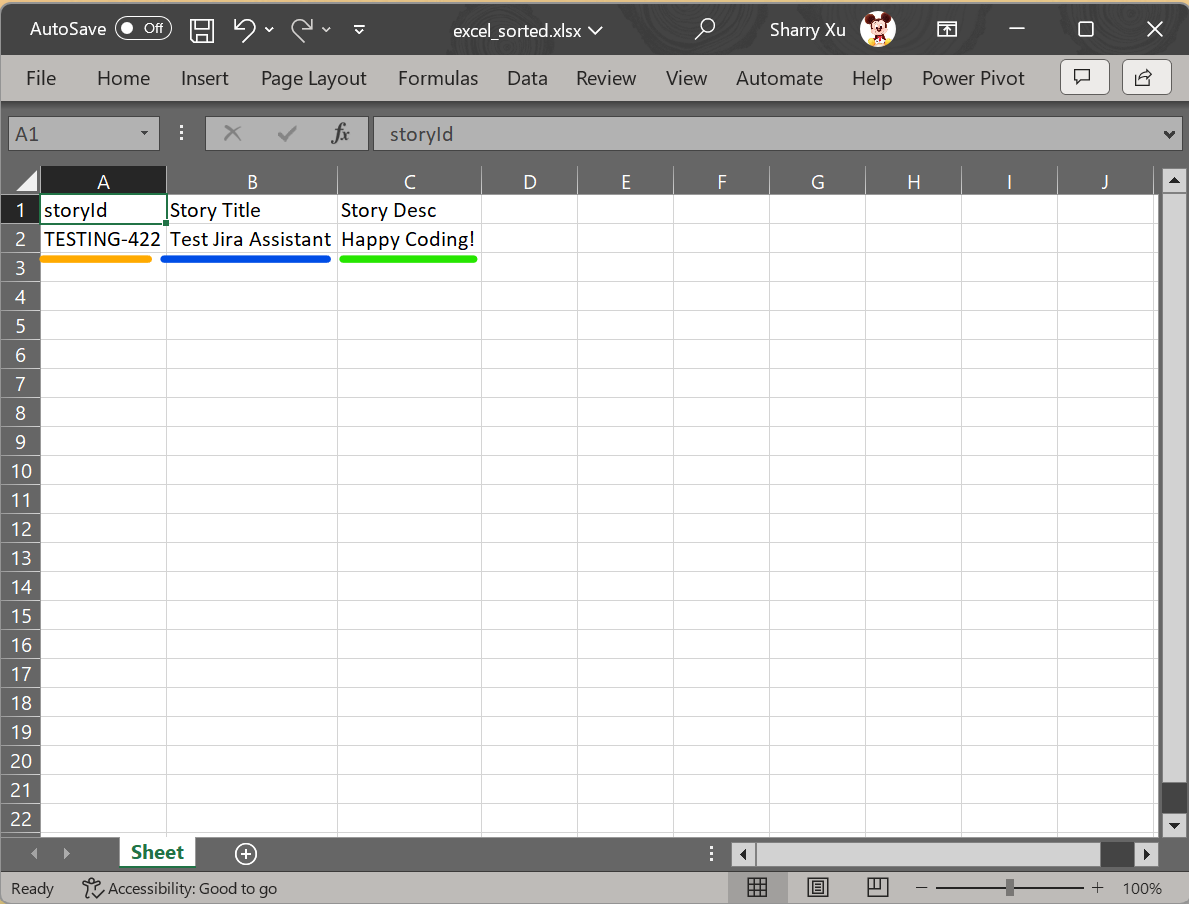 AutoSave Off excel_sorted.xlsx Sharry Xu
File Home Insert Page Layout Formulas Data Review View Automate Help Power Pivot
A1 fx storyId
A B C D E F G H I J
1 storyId Story Title Story Desc
2 TESTING-422 Test Jira Assistant Happy Coding!
3
4
5
6
7
8
9
10
11
12
13
14
15
16
17
18
19
20
21
22
Sheet
Ready Accessibility: Good to go 100%